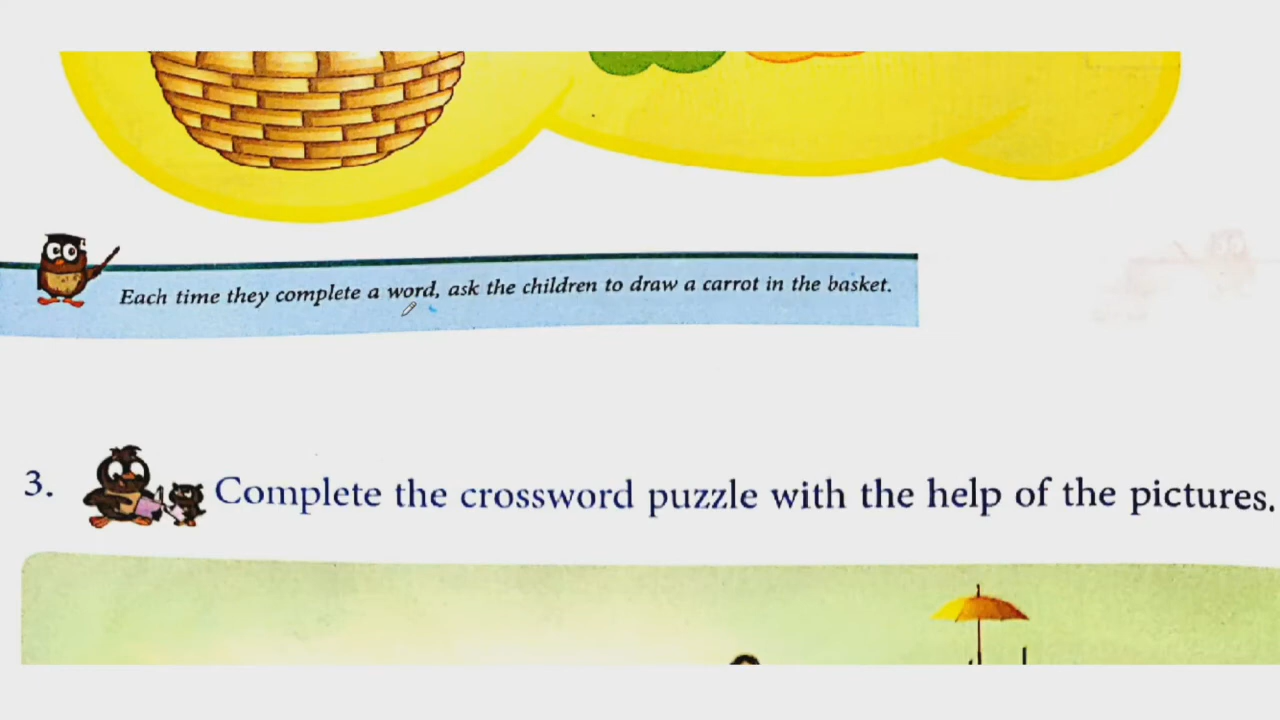 Each time they complete a word, ask the children to draw a carrot in the basket.
3. Complete the crossword puzzle with the help of the pictures.